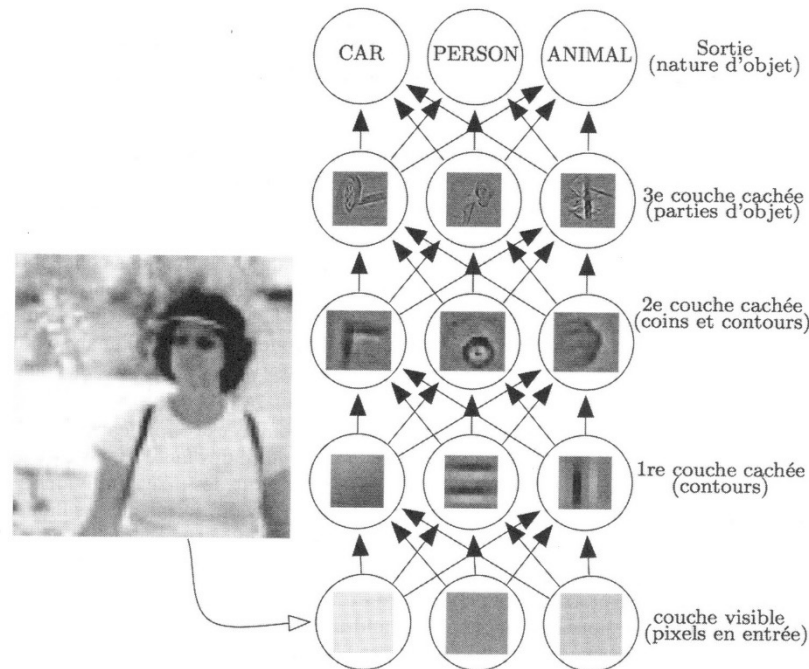 CAR PERSON ANIMAL
Sortie
(nature d'objet)
3e couche cachée
(parties d'objet)
2e couche cachée
(coins et contours)
1re couche cachée
(contours)
couche visible
(pixels en entrée)